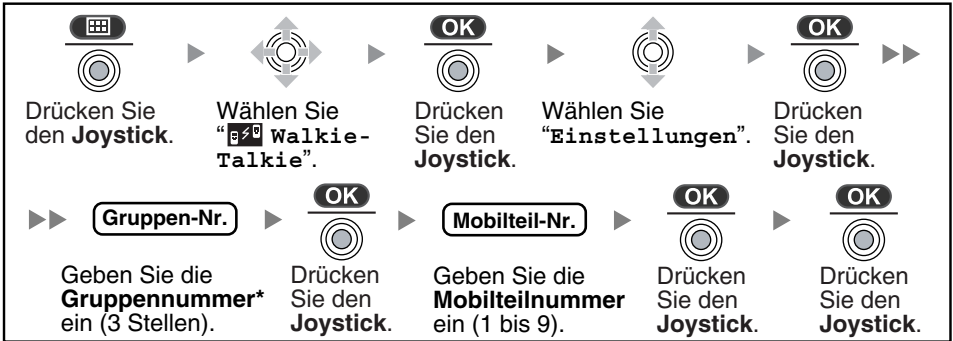 OK
OK
OK
Drücken Sie
den Joystick.
Wählen Sie
“ Walkie-
Talkie”.
Drücken
Sie den
Joystick.
Wählen Sie
“Einstellungen”.
Drücken
Sie den
Joystick.
Gruppen-Nr.
OK
Mobilteil-Nr.
OK
OK
Geben Sie die
Gruppennummer*
ein (3 Stellen).
Drücken
Sie den
Joystick.
Geben Sie die
Mobilteilnummer
ein (1 bis 9).
Drücken
Sie den
Joystick.
Drücken
Sie den
Joystick.